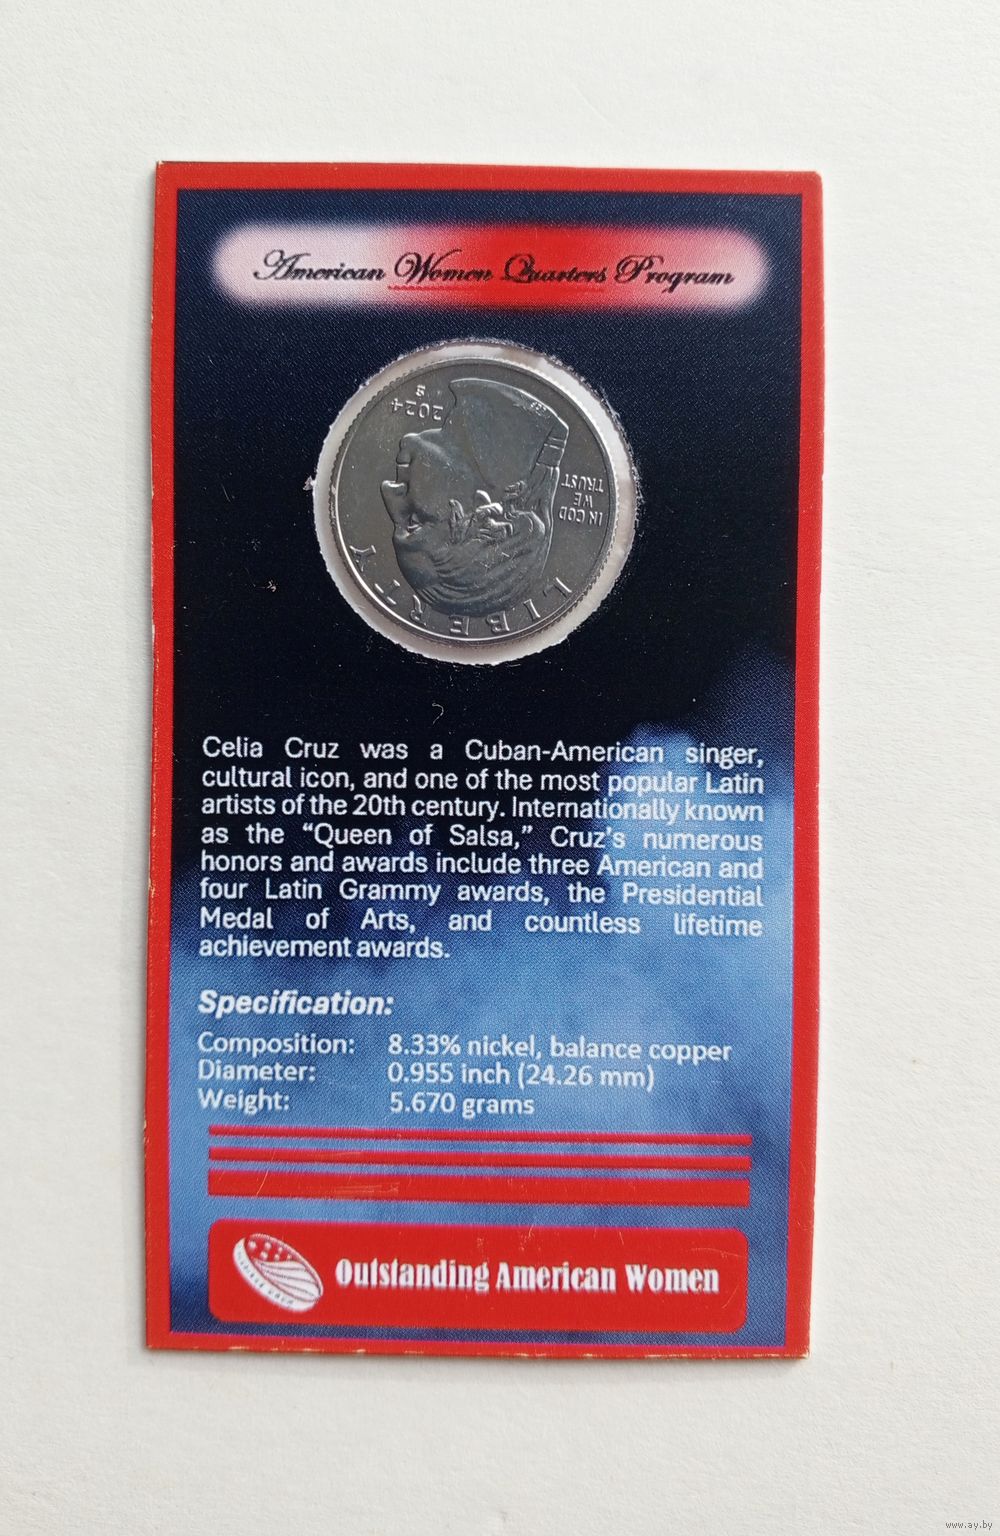 American Women Quarters Program
2024
S
IN GOD
WE
TRUST
LIBERTY
Celia Cruz was a Cuban-American singer,
cultural icon, and one of the most popular Latin
artists of the 20th century. Internationally known
as the “Queen of Salsa,” Cruz’s numerous
honors and awards include three American and
four Latin Grammy awards, the Presidential
Medal of Arts, and countless lifetime
achievement awards.
Specification:
Composition: 8.33% nickel, balance copper
Diameter: 0.955 inch (24.26 mm)
Weight: 5.670 grams
Outstanding American Women
www.ay.by